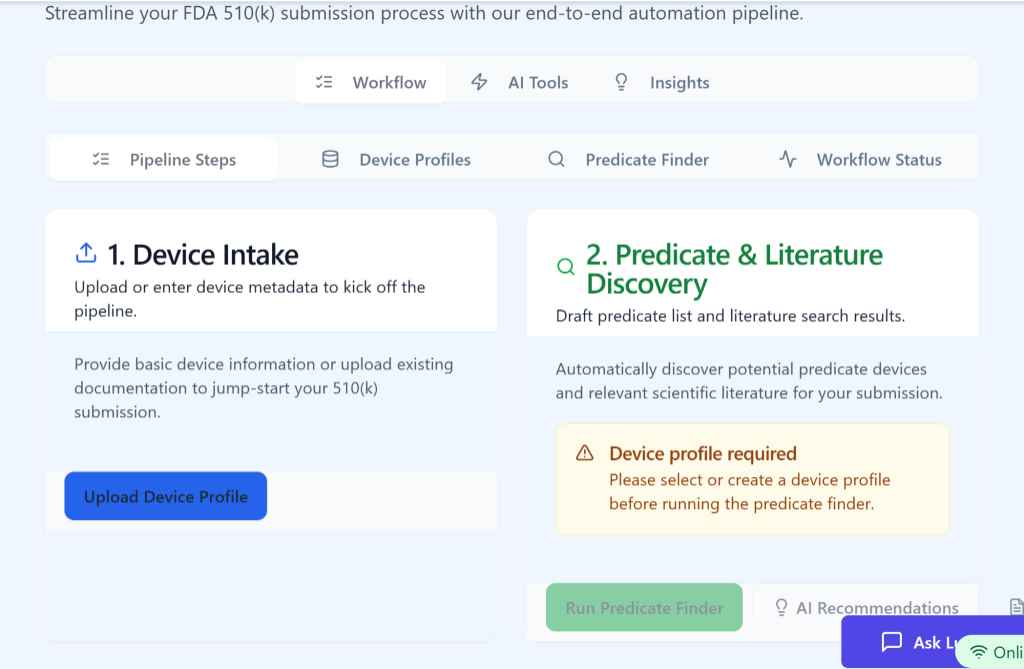 Streamline your FDA 510(k) submission process with our end-to-end automation pipeline.
Workflow
AI Tools
Insights
Pipeline Steps
Device Profiles
Predicate Finder
Workflow Status
1. Device Intake
Upload or enter device metadata to kick off the
pipeline.
Provide basic device information or upload existing
documentation to jump-start your 510(k)
submission.
Upload Device Profile
2. Predicate & Literature
Discovery
Draft predicate list and literature search results.
Automatically discover potential predicate devices
and relevant scientific literature for your submission.
Device profile required
Please select or create a device profile
before running the predicate finder.
Run Predicate Finder
AI Recommendations
Ask